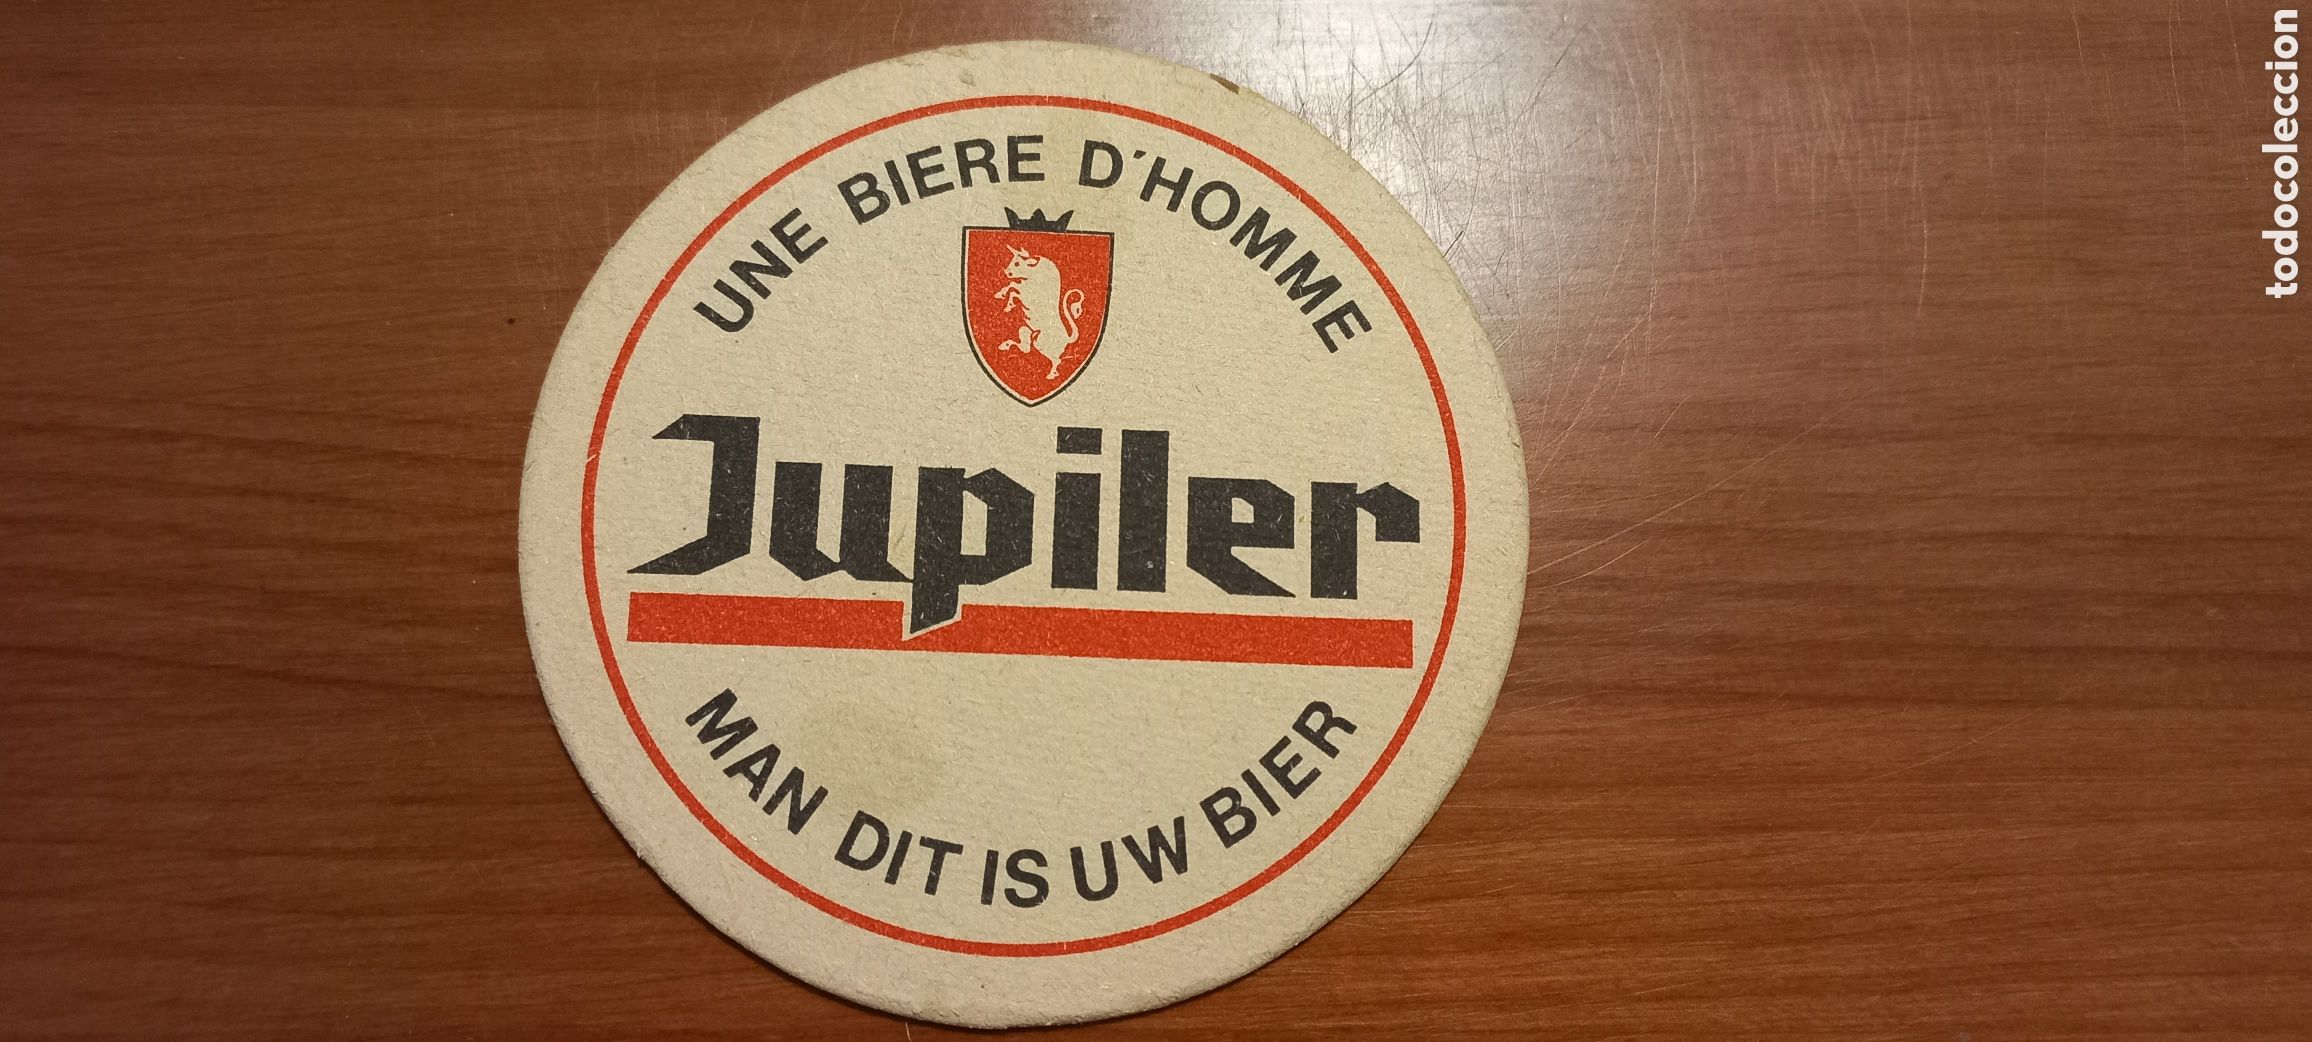 UNE BIERE D'HOMME
Jupiler
MAN DIT IS UW BIER
todocoleccion